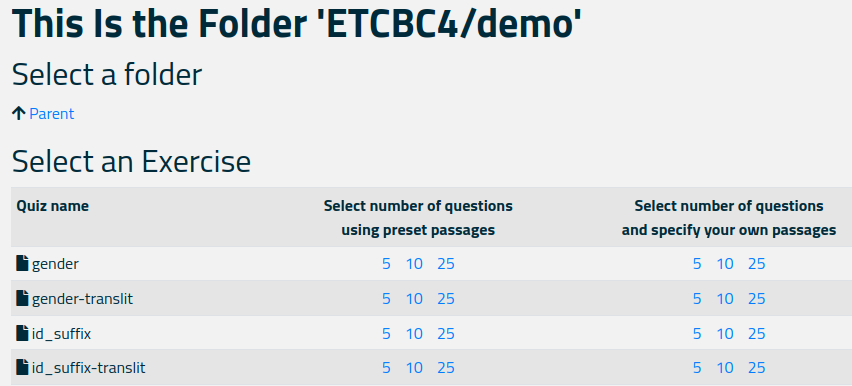 This Is the Folder 'ETCBC4/demo'
Select a folder
Parent
Select an Exercise
Quiz name Select number of questions using preset passages Select number of questions and specify your own passages
gender 5 10 25 5 10 25
gender-translit 5 10 25 5 10 25
id_suffix 5 10 25 5 10 25
id_suffix-translit 5 10 25 5 10 25